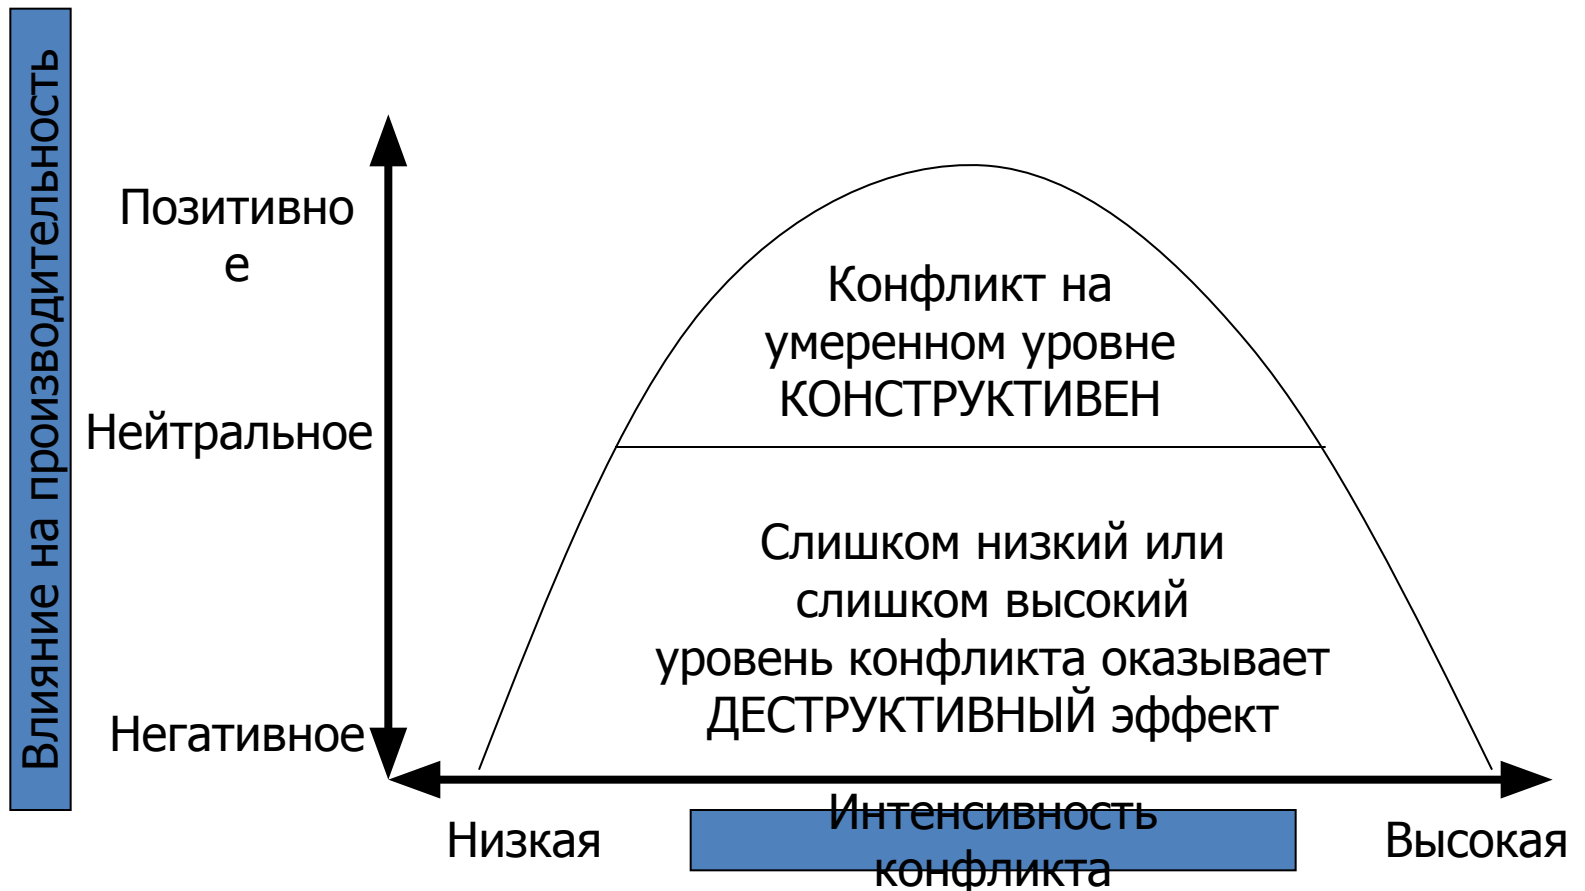 Влияние на производительность
Позитивно
е
Нейтральное
Негативное
Конфликт на
умеренном уровне
КОНСТРУКТИВЕН
Слишком низкий или
слишком высокий
уровень конфликта оказывает
ДЕСТРУКТИВНЫЙ эффект
Низкая
Интенсивность
конфликта
Высокая